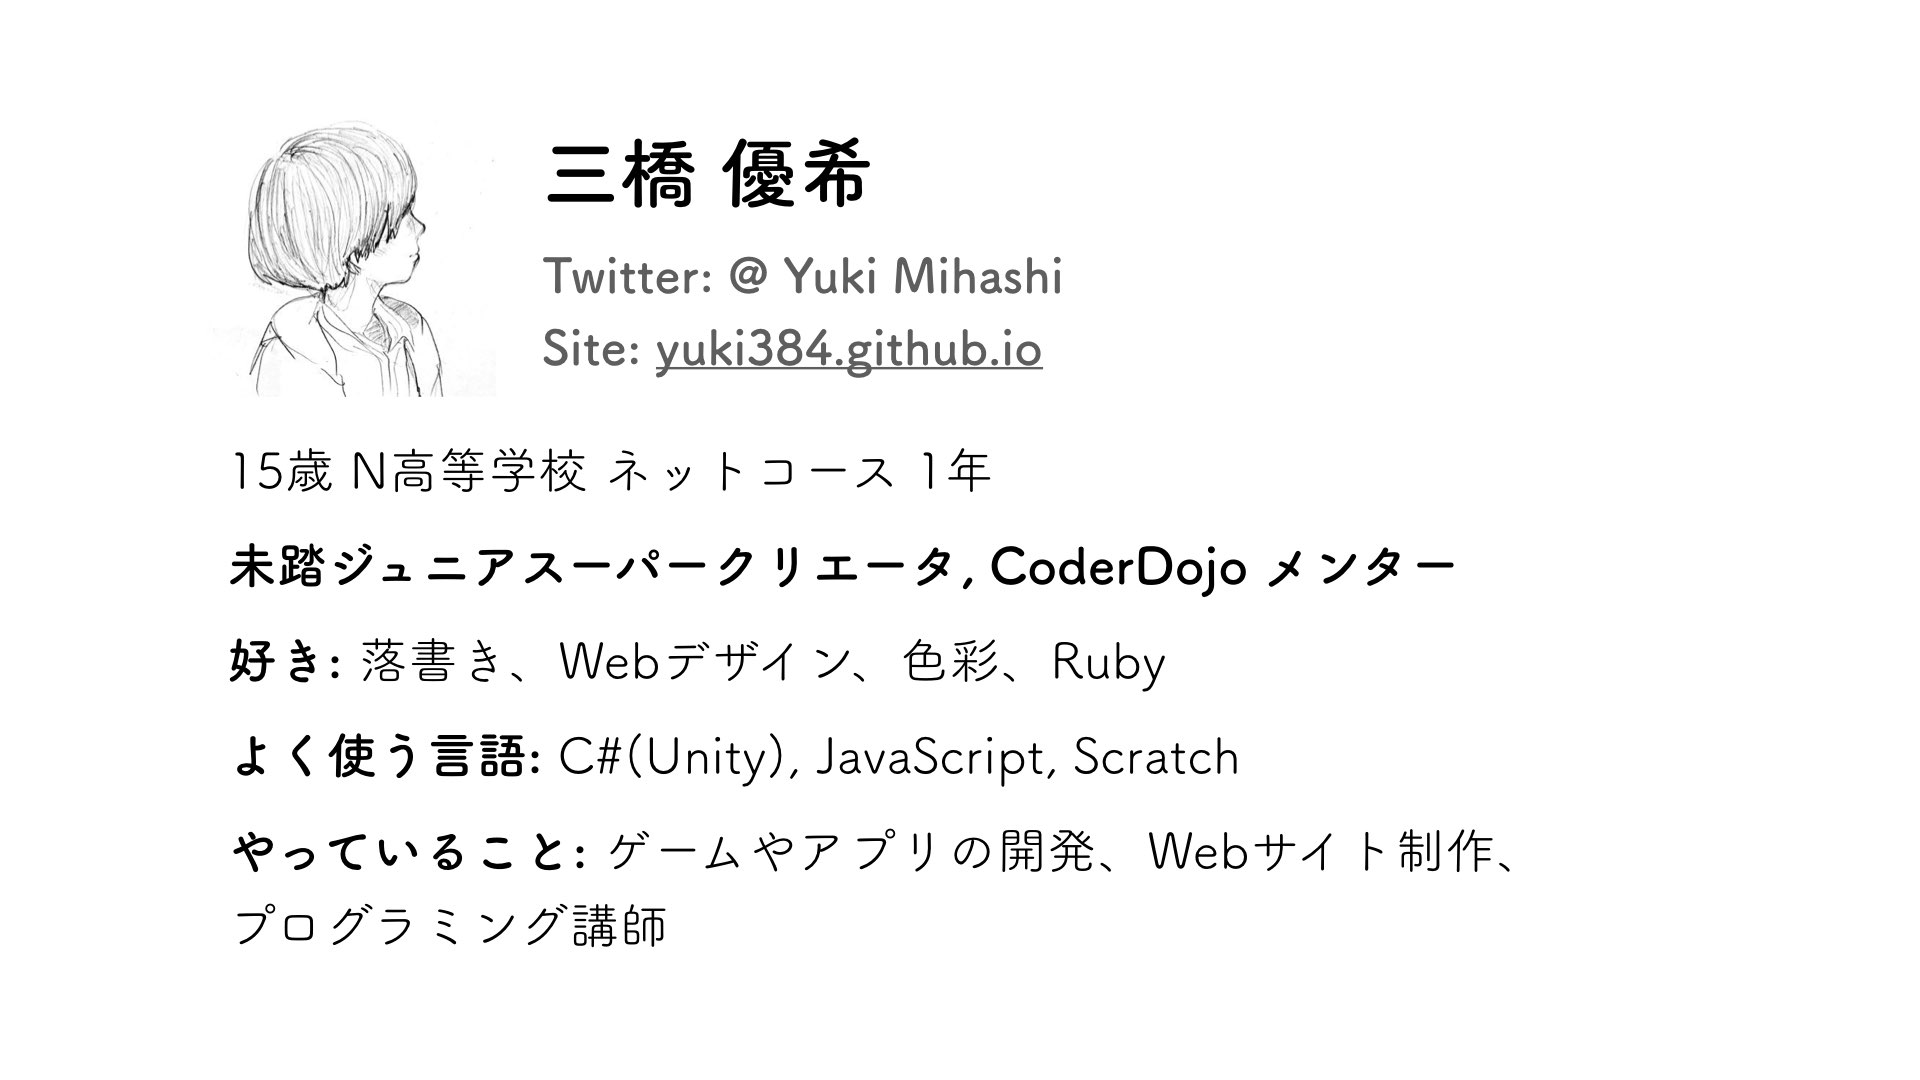 三橋 優希
Twitter: @ Yuki Mihashi
Site: yuki384.github.io
15歳 N高等学校 ネットコース 1年
未踏ジュニアスーパークリエータ, CoderDojo メンター
好き: 落書き、Webデザイン、色彩、Ruby
よく使う言語: C#(Unity), JavaScript, Scratch
やっていること: ゲームやアプリの開発、Webサイト制作、
プログラミング講師